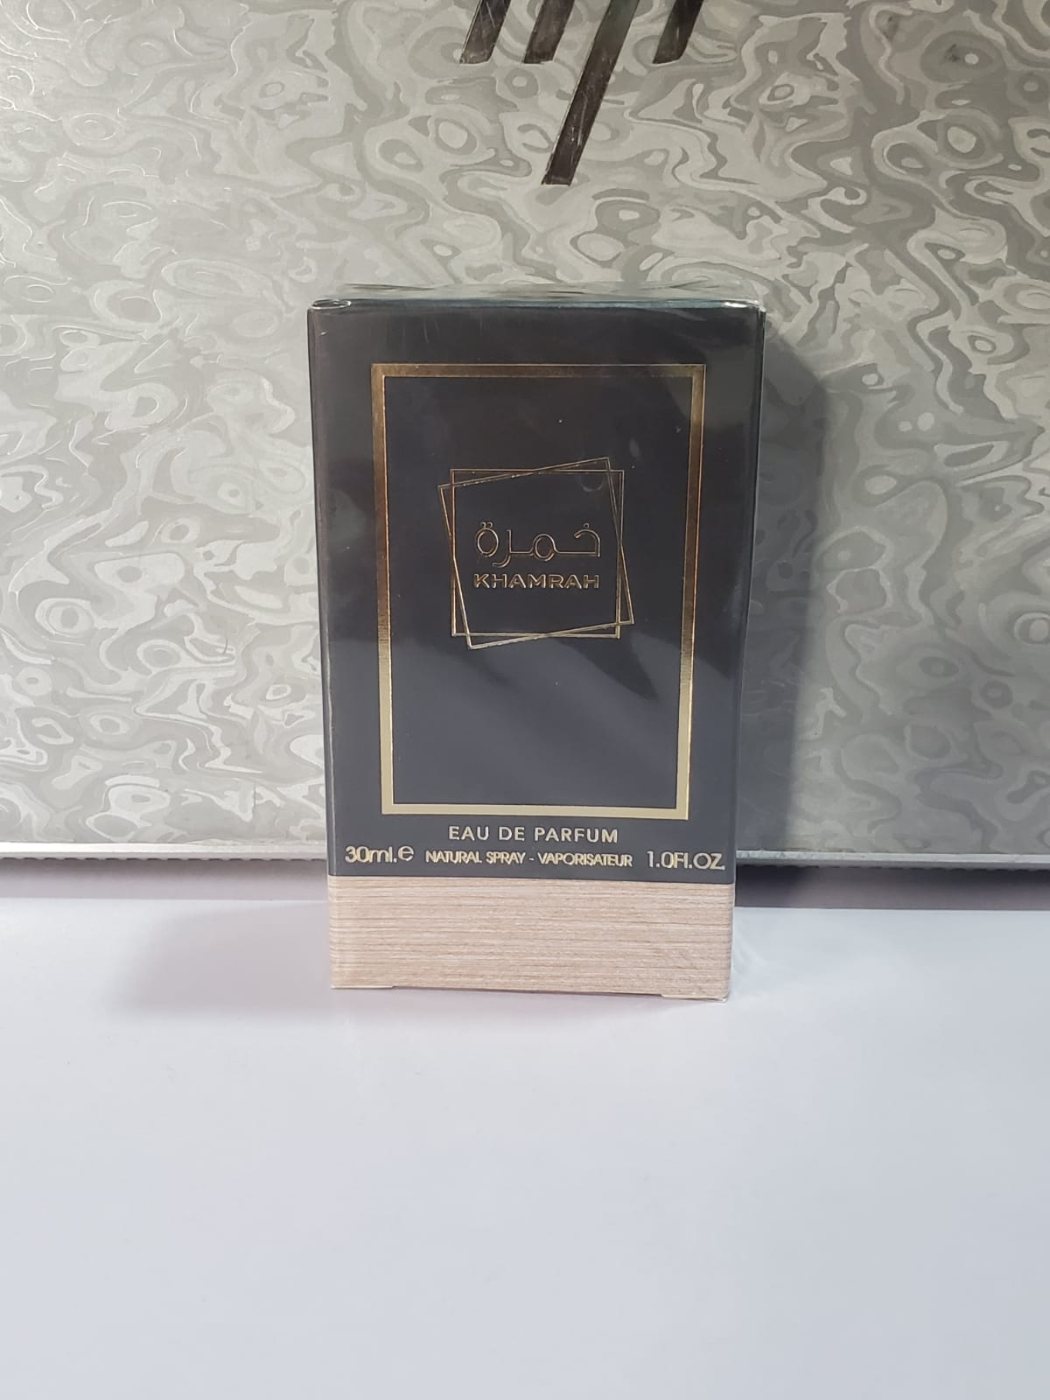 خمرة
KHAMRAH
EAU DE PARFUM
30ml.e NATURAL SPRAY - VAPORISATEUR 1.0Fl.OZ